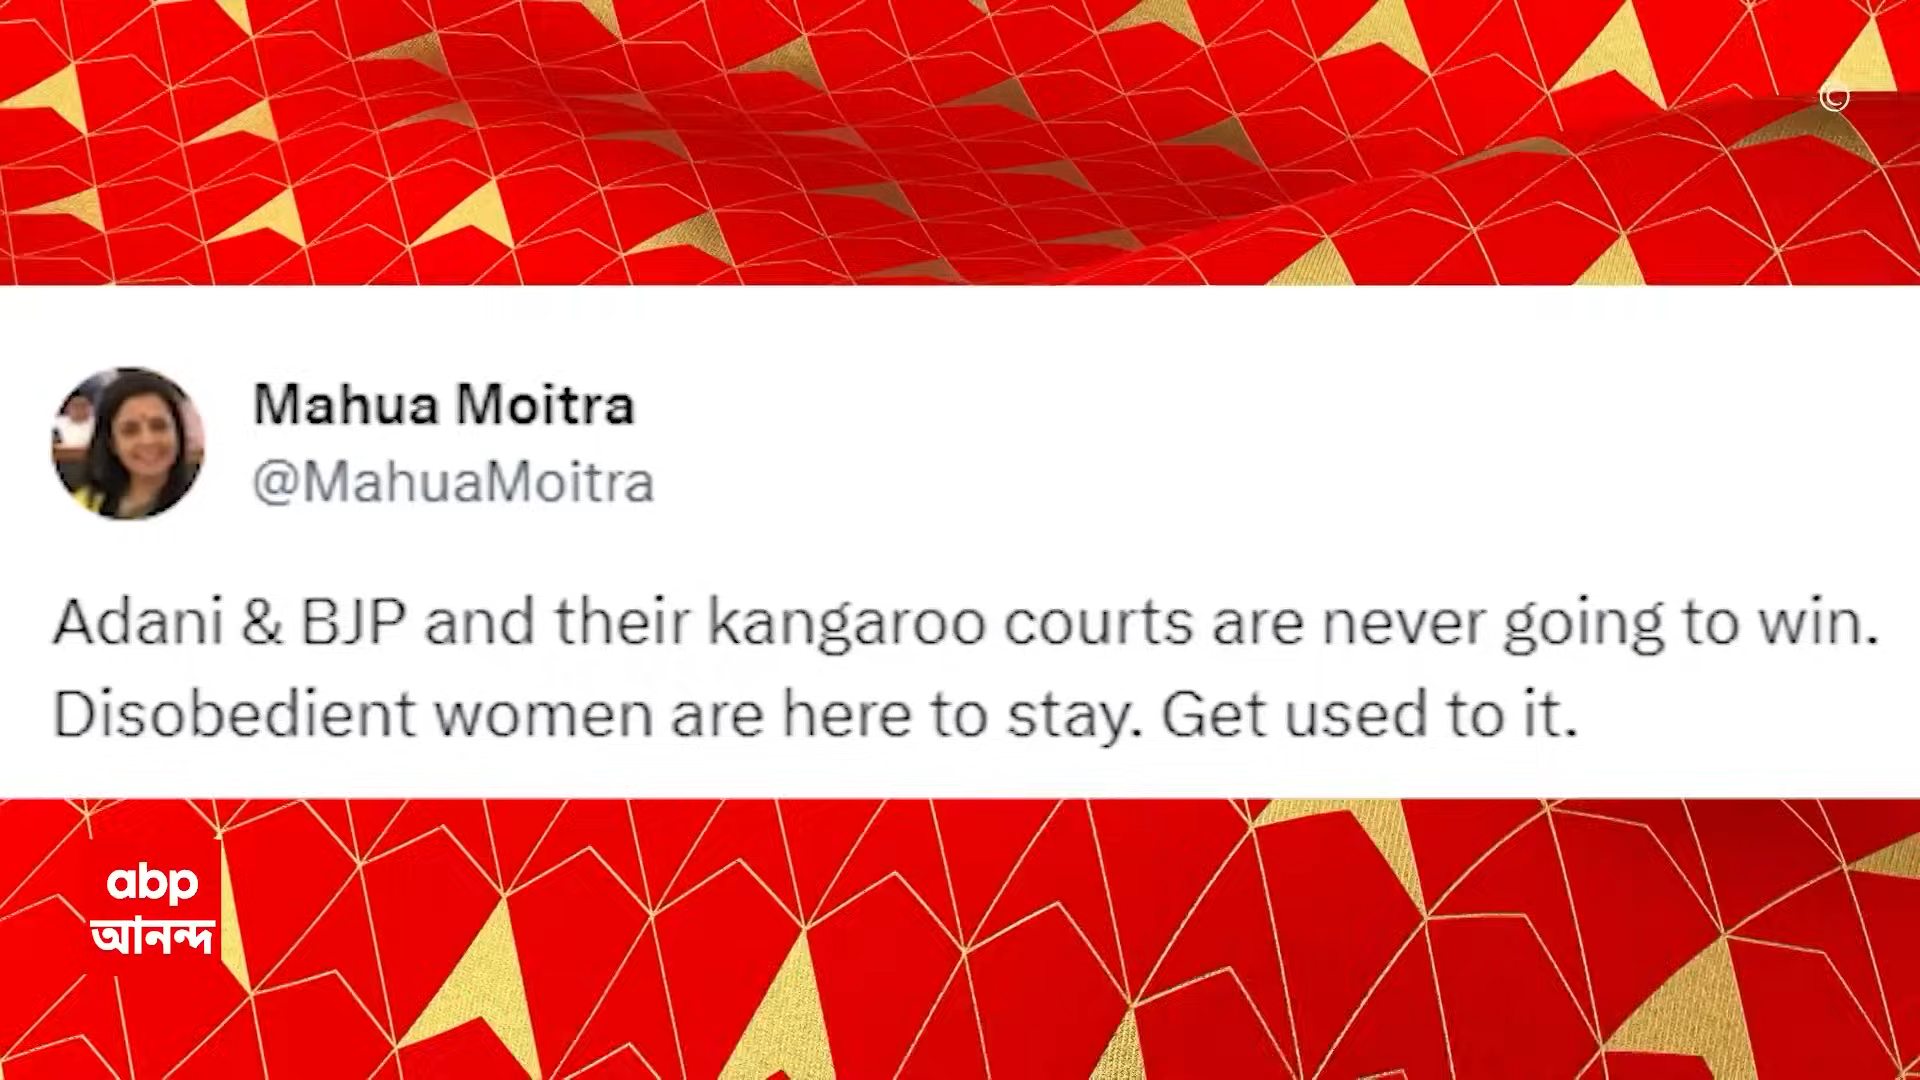 ©
Mahua Moitra
@MahuaMoitra
Adani & BJP and their kangaroo courts are never going to win.
Disobedient women are here to stay. Get used to it.
abp
আনন্দ